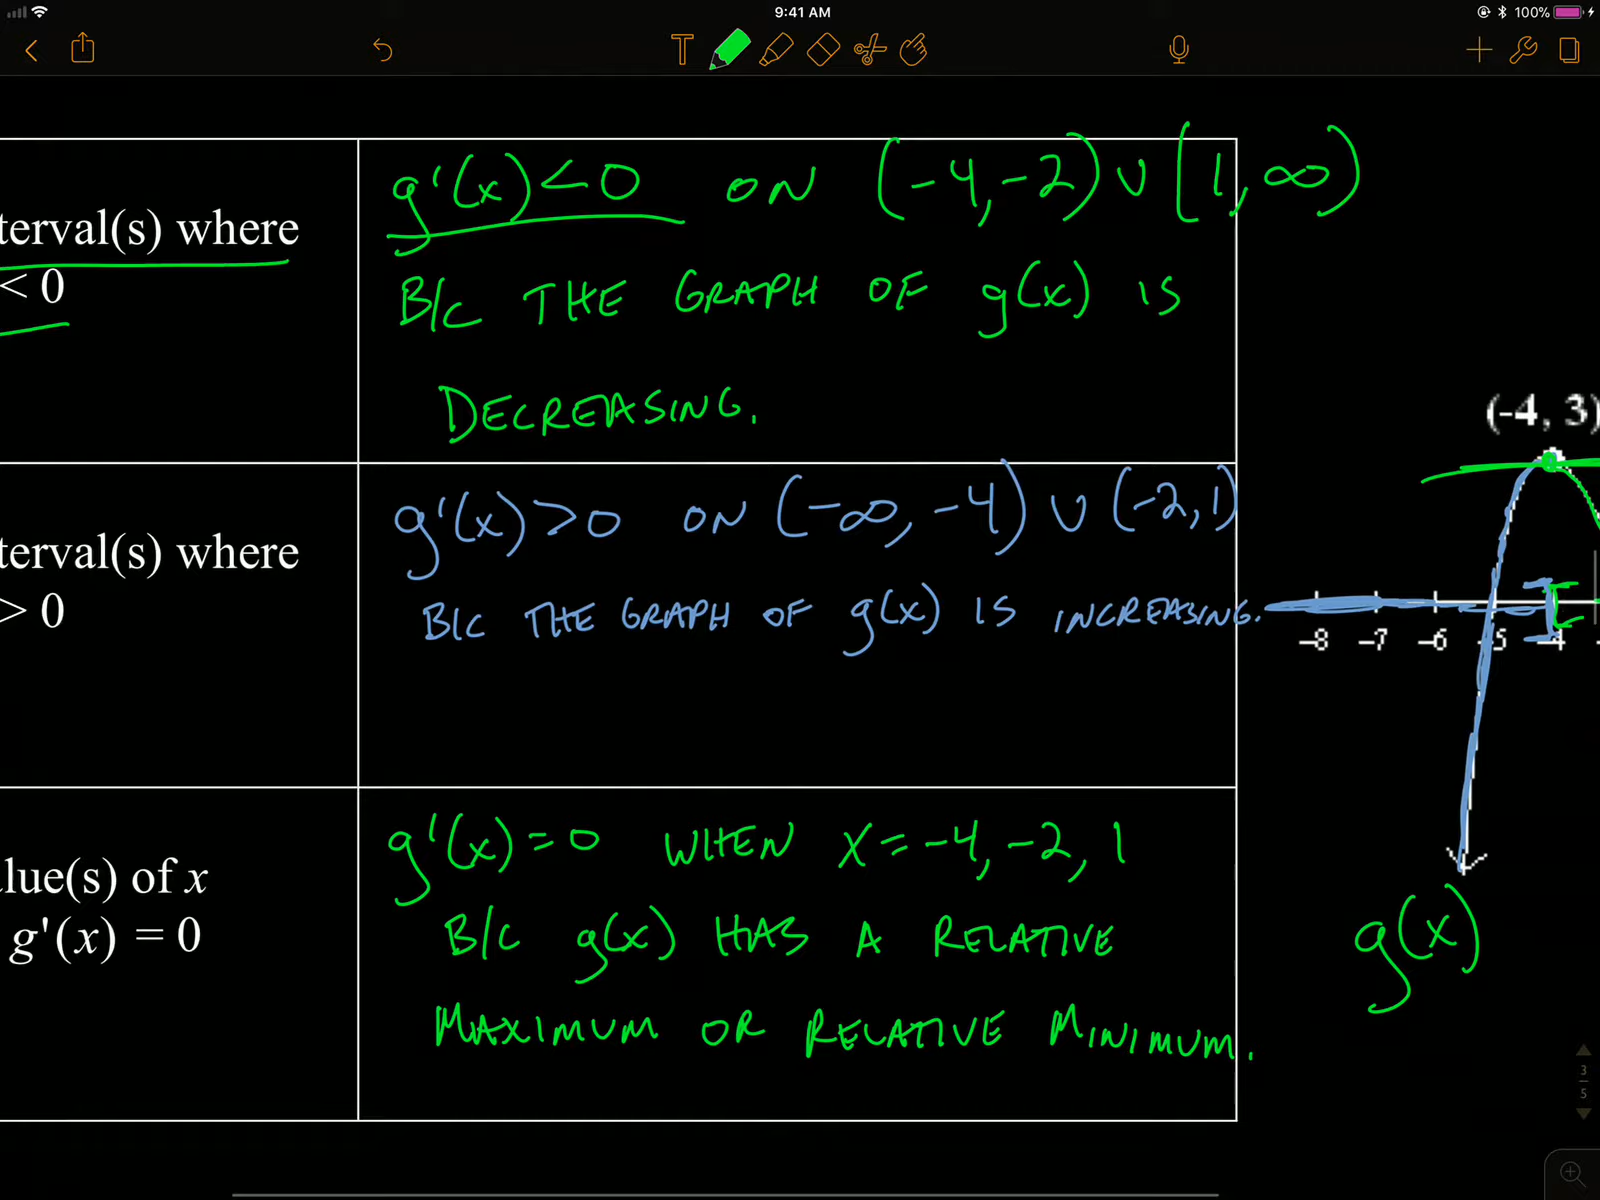 9:41 AM
100%
T
terval(s) where
< 0
g'(x) < 0 ON (-4, -2) ∪ (1, ∞)
B/C THE GRAPH OF g(x) IS
DECREASING.
terval(s) where
> 0
g'(x) > 0 ON (-∞, -4) ∪ (-2, 1)
B/C THE GRAPH OF g(x) IS INCREASING.
lue(s) of x
g'(x) = 0
g'(x) = 0 WHEN X = -4, -2, 1
B/C g(x) HAS A RELATIVE
MAXIMUM OR RELATIVE MINIMUM.
(-4, 3)
-8 -7 -6 -5 -4
g(x)
3
5